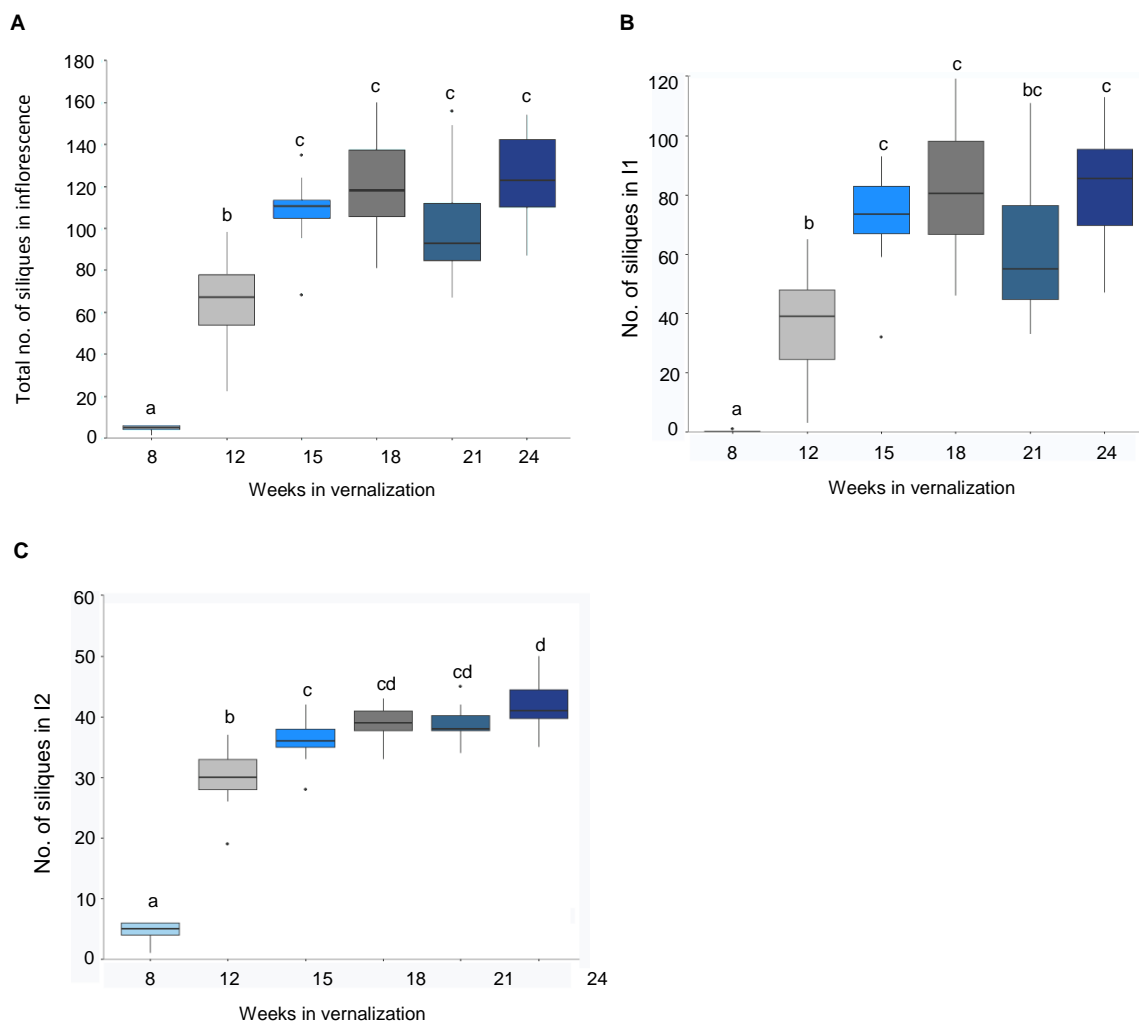 A
Total no. of siliques in inflorescence
180
160
140
120
100
80
60
40
20
0
a
b
c
c
c
c
8 12 15 18 21 24
Weeks in vernalization
B
No. of siliques in I1
120
100
80
60
40
20
0
a
b
c
c
bc
c
8 12 15 18 21 24
Weeks in vernalization
C
No. of siliques in I2
60
50
40
30
20
10
0
a
b
c
cd
cd
d
8 12 15 18 21 24
Weeks in vernalization